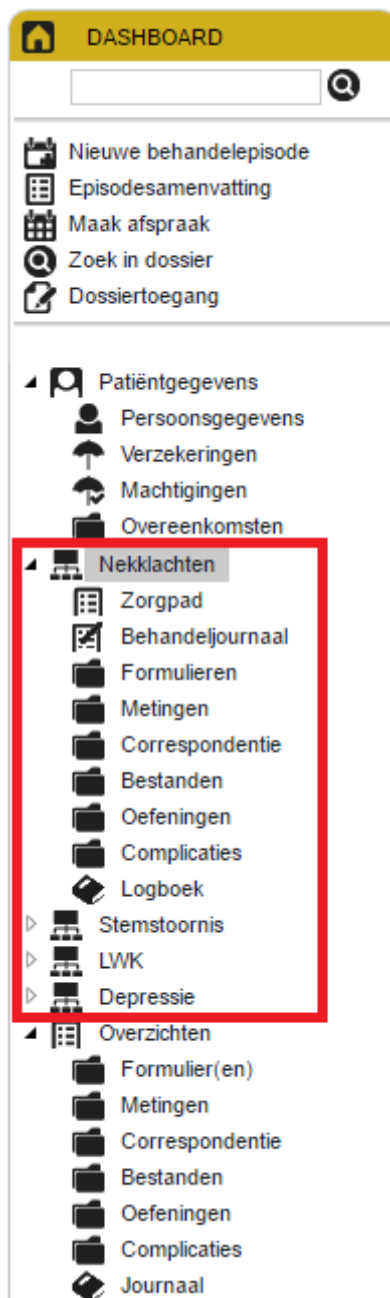 DASHBOARD
Nieuwe behandelepisode
Episodesamenvatting
Maak afspraak
Zoek in dossier
Dossiertoegang
Patiëntgegevens
Persoonsgegevens
Verzekeringen
Machtigingen
Overeenkomsten
Nekklachten
Zorgpad
Behandeljournaal
Formulieren
Metingen
Correspondentie
Bestanden
Oefeningen
Complicaties
Logboek
Stemstoornis
LWK
Depressie
Overzichten
Formulier(en)
Metingen
Correspondentie
Bestanden
Oefeningen
Complicaties
Journaal